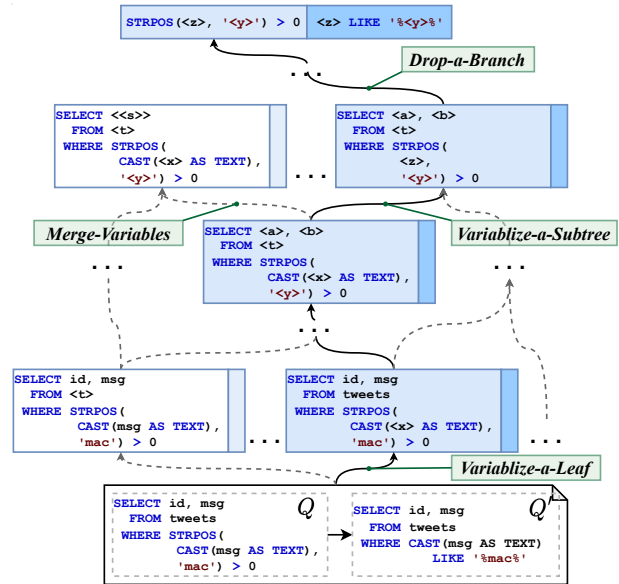 STRPOS(<z>, '<y>') > 0 <z> LIKE '%<y>%'
Drop-a-Branch
...
SELECT <<s>>
FROM <t>
WHERE STRPOS(
CAST(<x> AS TEXT),
'<y>') > 0
...
SELECT <a>, <b>
FROM <t>
WHERE STRPOS(
<z>,
'<y>') > 0
Merge-Variables
Variablize-a-Subtree
...
SELECT <a>, <b>
FROM <t>
WHERE STRPOS(
CAST(<x> AS TEXT),
'<y>') > 0
...
...
SELECT id, msg
FROM <t>
WHERE STRPOS(
CAST(msg AS TEXT),
'mac') > 0
...
SELECT id, msg
FROM tweets
WHERE STRPOS(
CAST(<x> AS TEXT),
'mac') > 0
...
Variablize-a-Leaf
SELECT id, msg
FROM tweets
WHERE STRPOS(
CAST(msg AS TEXT),
'mac') > 0
Q
SELECT id, msg
FROM tweets
WHERE CAST(msg AS TEXT)
LIKE '%mac%'
Q'